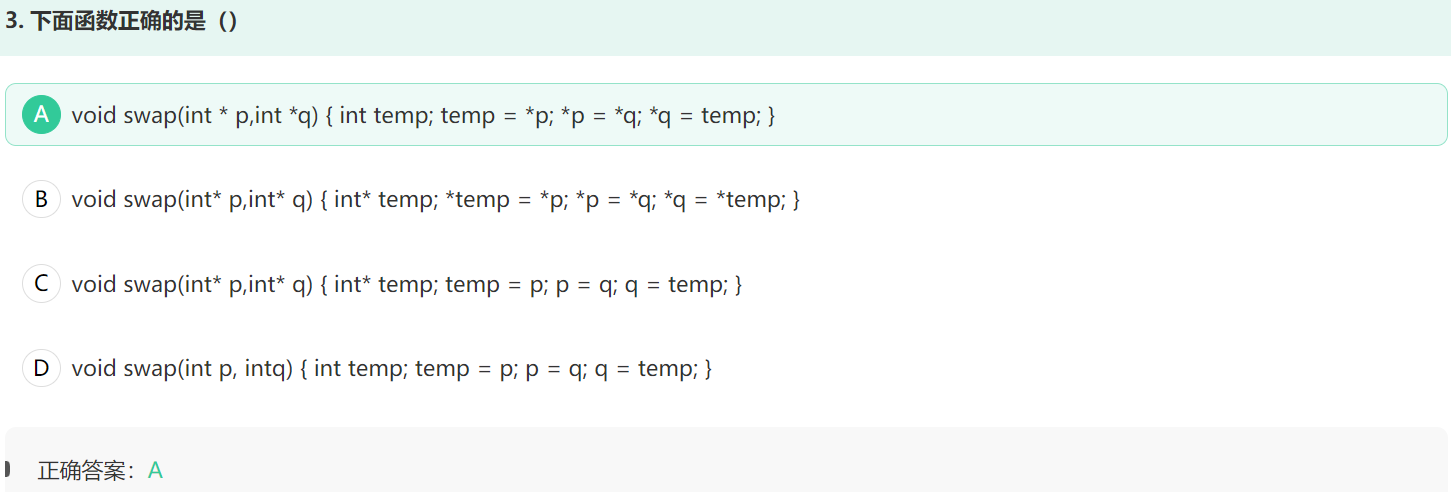 3. 下面函数正确的是（）
A void swap(int * p,int *q) { int temp; temp = *p; *p = *q; *q = temp; }
B void swap(int* p,int* q) { int* temp; *temp = *p; *p = *q; *q = *temp; }
C void swap(int* p,int* q) { int* temp; temp = p; p = q; q = temp; }
D void swap(int p, intq) { int temp; temp = p; p = q; q = temp; }
正确答案：A